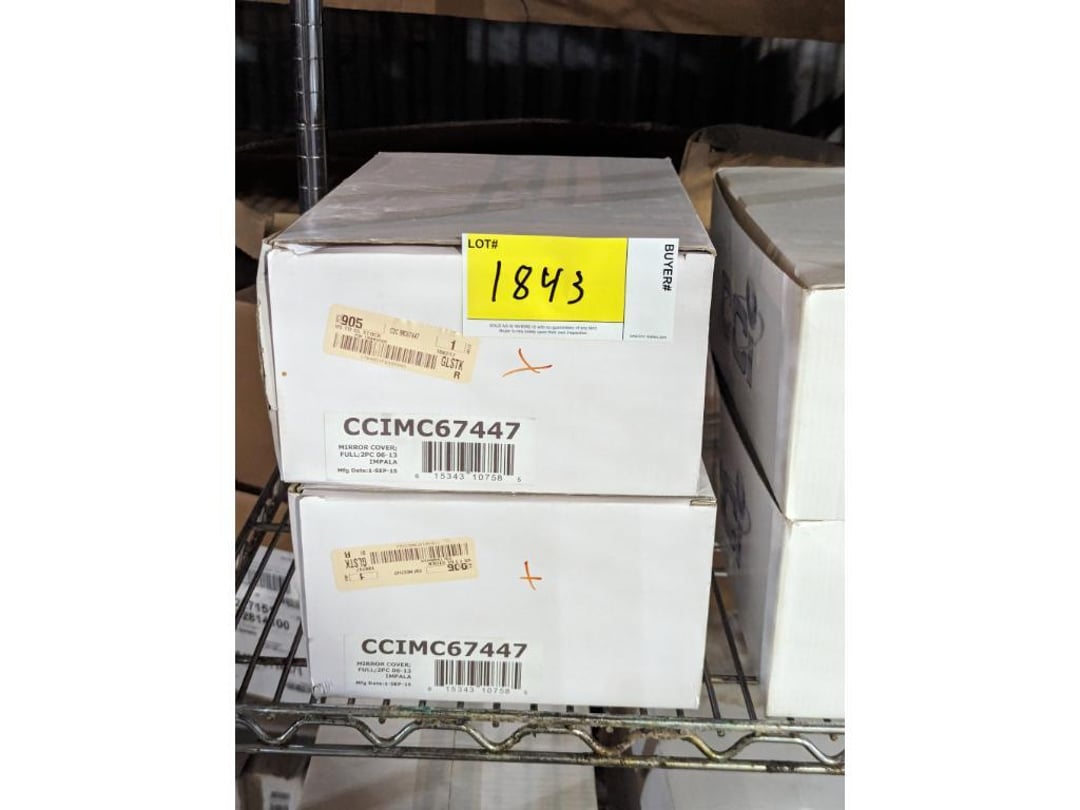 LOT#
1843
BUYER#
905
1
GLSTK
R
CCIMC67447
MIRROR COVER;
FULL;2PC 06-13
IMPALA
Mfg Date:1-SEP-15
6 15343 10758 5
905
1
GLSTK
R
CCIMC67447
MIRROR COVER;
FULL;2PC 06-13
IMPALA
Mfg Date:1-SEP-15
6 15343 10758 5